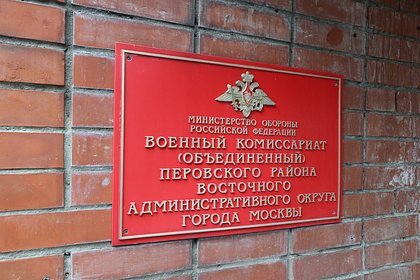 МИНИСТЕРСТВО ОБОРОНЫ
РОССИЙСКОЙ ФЕДЕРАЦИИ
ВОЕННЫЙ КОМИССАРИАТ
(ОБЪЕДИНЕННЫЙ)
ПЕРОВСКОГО РАЙОНА
ВОСТОЧНОГО
АДМИНИСТРАТИВНОГО ОКРУГА
ГОРОДА МОСКВЫ